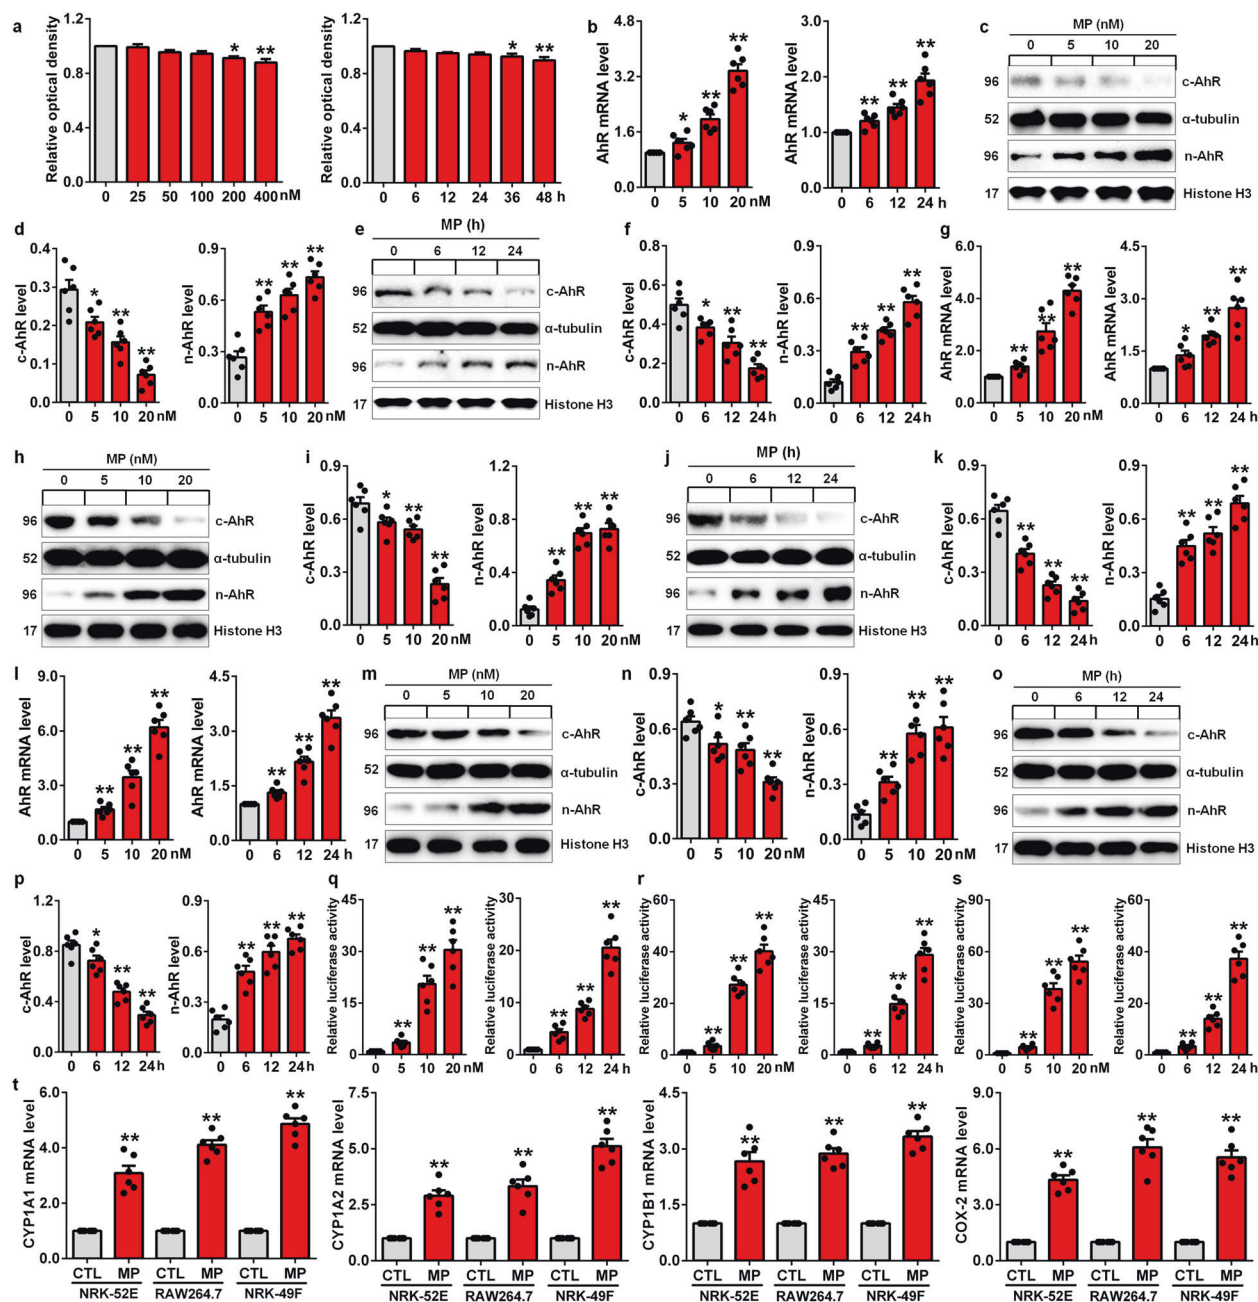 a
Relative optical density
1.2
0.9
0.6
0.3
0.0
* **
0 25 50 100 200 400 nM
Relative optical density
1.2
0.9
0.6
0.3
0.0
* **
0 6 12 24 36 48 h
b
AhR mRNA level
4.8
3.2
1.6
0.0
* ** **
0 5 10 20 nM
AhR mRNA level
3.0
2.0
1.0
0.0
** ** **
0 6 12 24 h
c
MP (nM)
0 5 10 20
96 c-AhR
52 α-tubulin
96 n-AhR
17 Histone H3
d
c-AhR level
0.4
0.3
0.2
0.1
0.0
* ** **
0 5 10 20 nM
n-AhR level
0.9
0.6
0.3
0.0
** ** **
0 5 10 20 nM
e
MP (h)
0 6 12 24
96 c-AhR
52 α-tubulin
96 n-AhR
17 Histone H3
f
c-AhR level
0.8
0.6
0.4
0.2
0.0
* ** **
0 6 12 24 h
n-AhR level
0.9
0.6
0.3
0.0
** ** **
0 6 12 24 h
g
AhR mRNA level
6.0
4.0
2.0
0.0
** ** **
0 5 10 20 nM
AhR mRNA level
4.5
3.0
1.5
0.0
* ** **
0 6 12 24 h
h
MP (nM)
0 5 10 20
96 c-AhR
52 α-tubulin
96 n-AhR
17 Histone H3
i
c-AhR level
0.9
0.6
0.3
0.0
* ** **
0 5 10 20 nM
n-AhR level
1.2
0.9
0.6
0.3
0.0
** ** **
0 5 10 20 nM
j
MP (h)
0 6 12 24
96 c-AhR
52 α-tubulin
96 n-AhR
17 Histone H3
k
c-AhR level
0.9
0.6
0.3
0.0
** ** **
0 6 12 24 h
n-AhR level
0.9
0.6
0.3
0.0
** ** **
0 6 12 24 h
l
AhR mRNA level
9.0
6.0
3.0
0.0
** ** **
0 5 10 20 nM
AhR mRNA level
4.5
3.0
1.5
0.0
** ** **
0 6 12 24 h
m
MP (nM)
0 5 10 20
96 c-AhR
52 α-tubulin
96 n-AhR
17 Histone H3
n
c-AhR level
0.9
0.6
0.3
0.0
* ** **
0 5 10 20 nM
n-AhR level
0.9
0.6
0.3
0.0
** ** **
0 5 10 20 nM
o
MP (h)
0 6 12 24
96 c-AhR
52 α-tubulin
96 n-AhR
17 Histone H3
p
c-AhR level
1.2
0.8
0.4
0.0
* ** **
0 6 12 24 h
n-AhR level
0.9
0.6
0.3
0.0
** ** **
0 6 12 24 h
q
Relative luciferase activity
45
30
15
0
** ** **
0 5 10 20 nM
Relative luciferase activity
30
20
10
0
** ** **
0 6 12 24 h
r
Relative luciferase activity
60
40
20
0
** ** **
0 5 10 20 nM
Relative luciferase activity
45
30
15
0
** ** **
0 6 12 24 h
s
Relative luciferase activity
90
60
30
0
** ** **
0 5 10 20 nM
Relative luciferase activity
60
40
20
0
** ** **
0 6 12 24 h
t
CYP1A1 mRNA level
6.0
4.0
2.0
0.0
** ** **
CTL MP CTL MP CTL MP
NRK-52E RAW264.7 NRK-49F
CYP1A2 mRNA level
7.5
5.0
2.5
0.0
** ** **
CTL MP CTL MP CTL MP
NRK-52E RAW264.7 NRK-49F
CYP1B1 mRNA level
4.5
3.0
1.5
0.0
** ** **
CTL MP CTL MP CTL MP
NRK-52E RAW264.7 NRK-49F
COX-2 mRNA level
9.0
6.0
3.0
0.0
** ** **
CTL MP CTL MP CTL MP
NRK-52E RAW264.7 NRK-49F